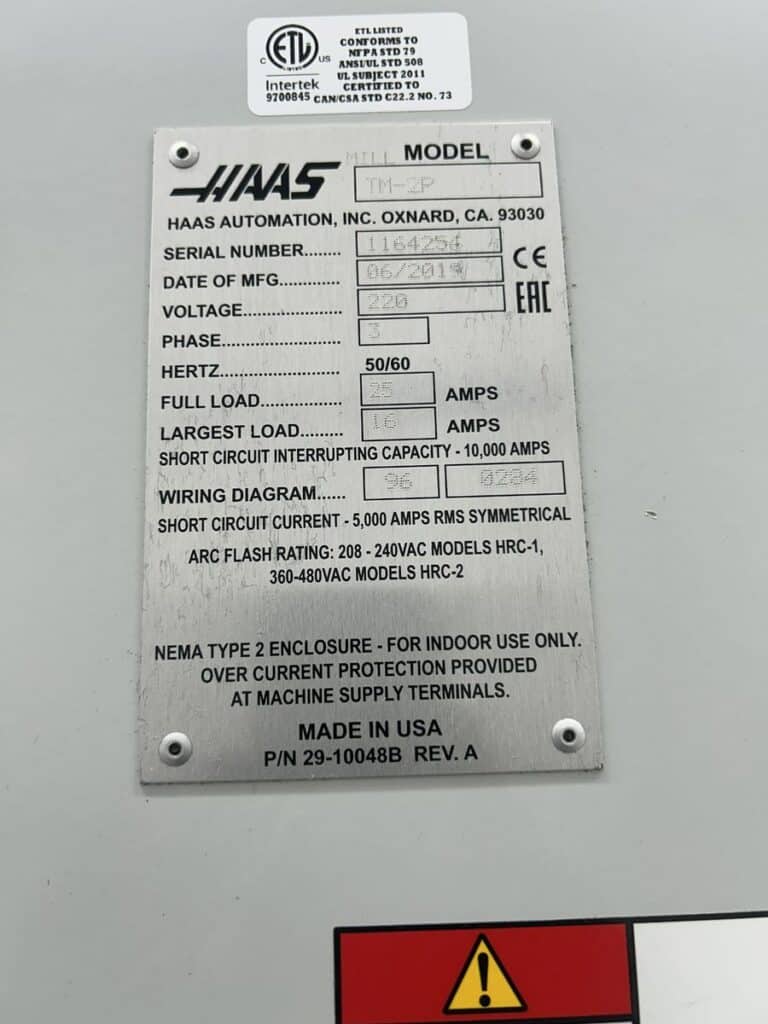 ETL LISTED
CONFORMS TO
NFPA STD 79
ANSI/UL STD 508
UL SUBJECT 2011
CERTIFIED TO
CAN/CSA STD C22.2 NO. 73
C ETL US
Intertek
9700845
MILL MODEL
HAAS TM-2P
HAAS AUTOMATION, INC. OXNARD, CA. 93030
SERIAL NUMBER........
DATE OF MFG............. 06/2019
CE
VOLTAGE..................... 220
EAC
PHASE......................... 3
HERTZ......................... 50/60
FULL LOAD................. 25 AMPS
LARGEST LOAD......... 16 AMPS
SHORT CIRCUIT INTERRUPTING CAPACITY - 10,000 AMPS
WIRING DIAGRAM...... 96 0284
SHORT CIRCUIT CURRENT - 5,000 AMPS RMS SYMMETRICAL
ARC FLASH RATING: 208 - 240VAC MODELS HRC-1,
360-480VAC MODELS HRC-2
NEMA TYPE 2 ENCLOSURE - FOR INDOOR USE ONLY.
OVER CURRENT PROTECTION PROVIDED
AT MACHINE SUPPLY TERMINALS.
MADE IN USA
P/N 29-10048B REV. A